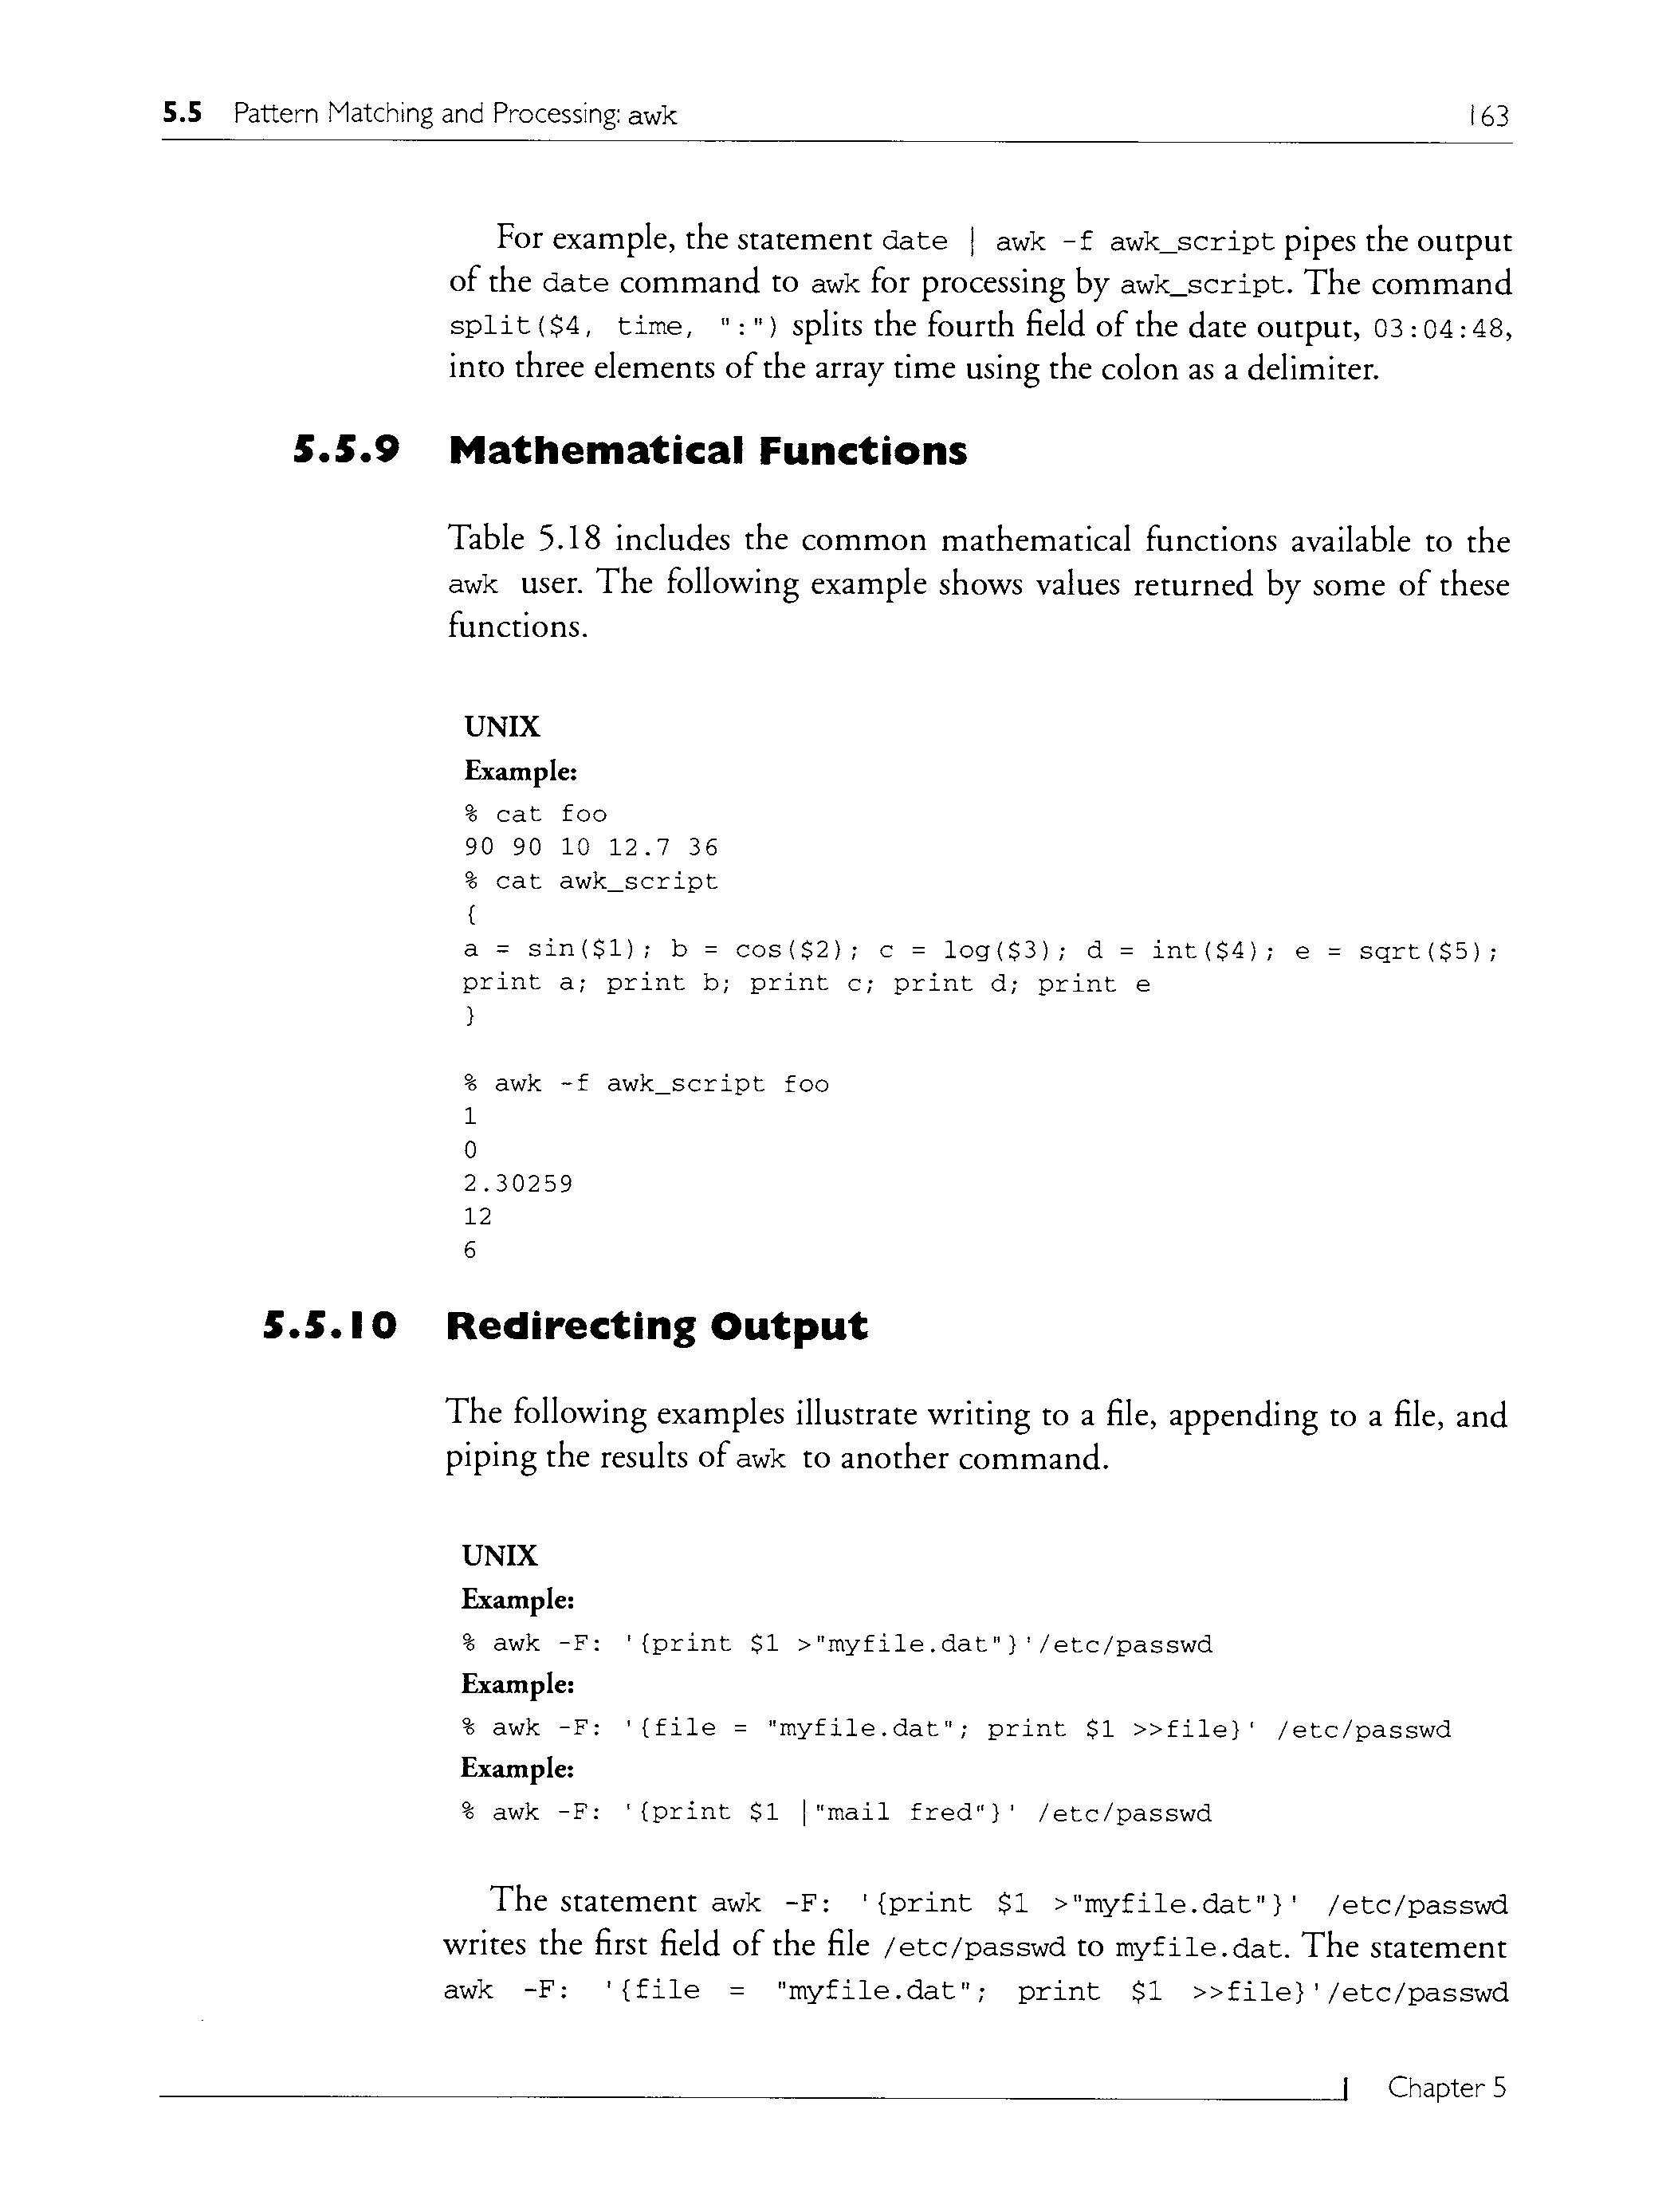 5.5 Pattern Matching and Processing: awk 163
For example, the statement date | awk -f awk_script pipes the output
of the date command to awk for processing by awk_script. The command
split($4, time, ":") splits the fourth field of the date output, 03:04:48,
into three elements of the array time using the colon as a delimiter.
5.5.9 Mathematical Functions
Table 5.18 includes the common mathematical functions available to the
awk user. The following example shows values returned by some of these
functions.
UNIX
Example:
% cat foo
90 90 10 12.7 36
% cat awk_script
{
a = sin($1); b = cos($2); c = log($3); d = int($4); e = sqrt($5);
print a; print b; print c; print d; print e
}
% awk -f awk_script foo
1
0
2.30259
12
6
5.5.10 Redirecting Output
The following examples illustrate writing to a file, appending to a file, and
piping the results of awk to another command.
UNIX
Example:
% awk -F: '{print $1 >"myfile.dat"}'/etc/passwd
Example:
% awk -F: '{file = "myfile.dat"; print $1 >>file}' /etc/passwd
Example:
% awk -F: '{print $1 |"mail fred"}' /etc/passwd
The statement awk -F: '{print $1 >"myfile.dat"}' /etc/passwd
writes the first field of the file /etc/passwd to myfile.dat. The statement
awk -F: '{file = "myfile.dat"; print $1 >>file}'/etc/passwd
Chapter 5